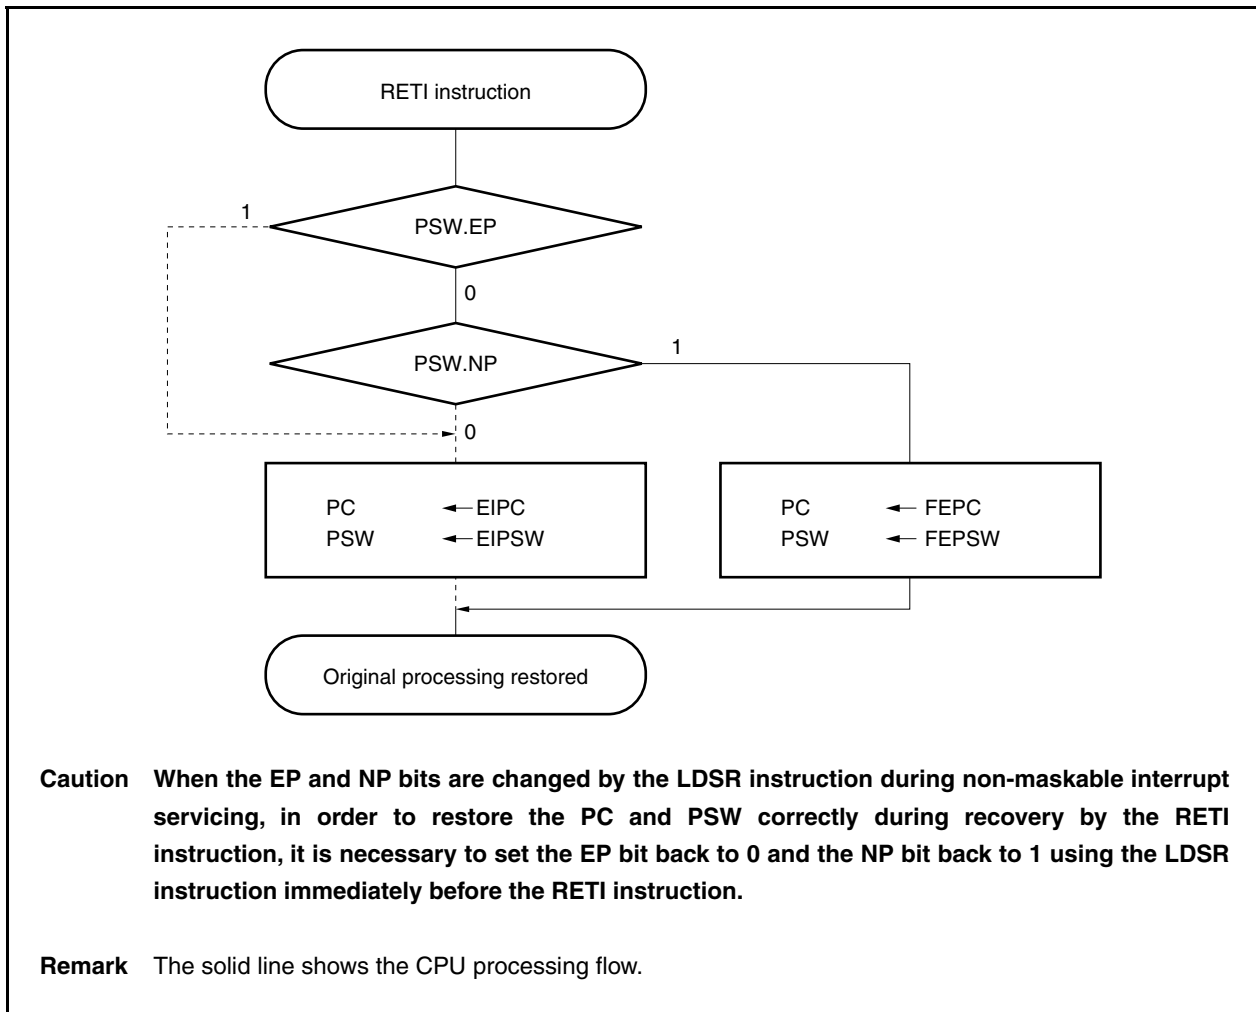 RETI instruction
1
PSW.EP
0
PSW.NP
1
0
PC ← EIPC
PSW ← EIPSW
PC ← FEPC
PSW ← FEPSW
Original processing restored
Caution When the EP and NP bits are changed by the LDSR instruction during non-maskable interrupt
servicing, in order to restore the PC and PSW correctly during recovery by the RETI
instruction, it is necessary to set the EP bit back to 0 and the NP bit back to 1 using the LDSR
instruction immediately before the RETI instruction.
Remark The solid line shows the CPU processing flow.